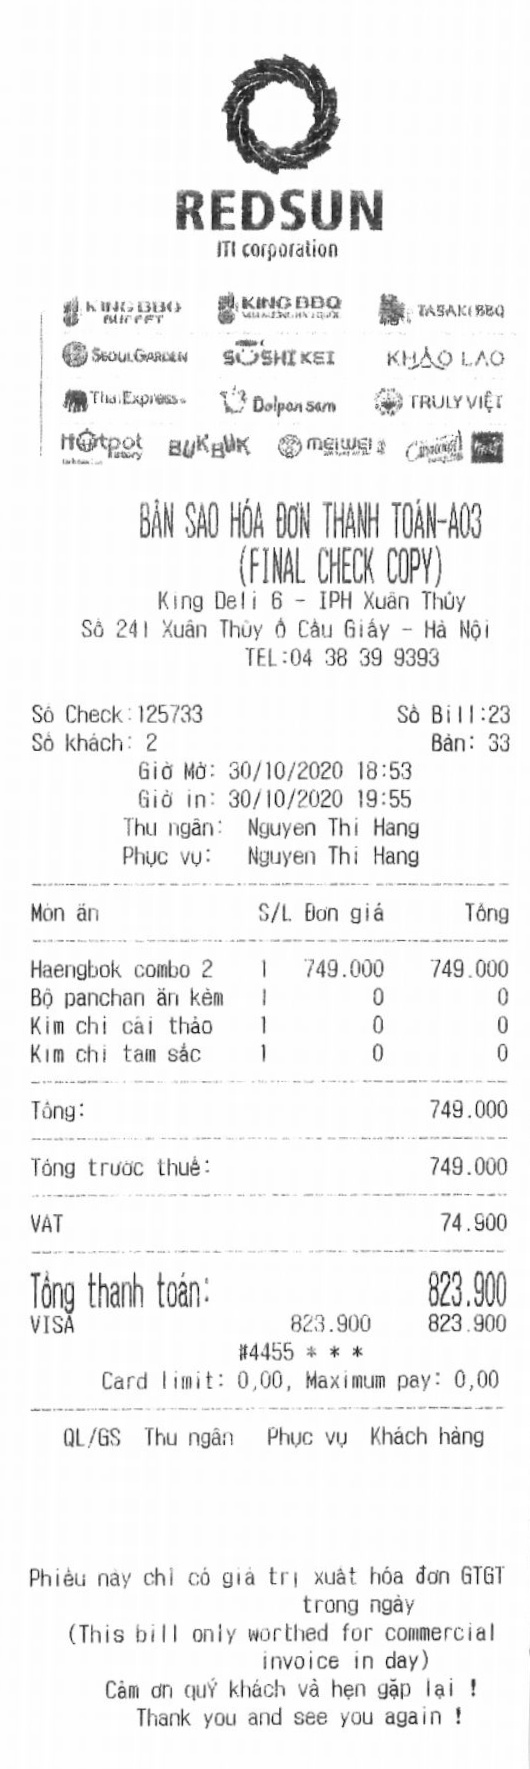 REDSUN
ITI corporation
KING BBQ BUFFET KING BBQ TASAKI BBQ
SEOUL GARDEN SUSHI KEI KHAO LAO
ThaiExpress Dolpan Sam TRULY VIỆT
Hotpot BUK BUK meiwei
BẢN SAO HÓA ĐƠN THANH TOÁN-A03
(FINAL CHECK COPY)
King Deli 6 - IPH Xuân Thủy
Số 241 Xuân Thủy Ô Cầu Giấy - Hà Nội
TEL:04 38 39 9393
Số Check:125733 Số Bill:23
Số khách: 2 Bàn: 33
Giờ Mở: 30/10/2020 18:53
Giờ in: 30/10/2020 19:55
Thu ngân: Nguyen Thi Hang
Phục vụ: Nguyen Thi Hang
Món ăn S/L Đơn giá Tổng
Haengbok combo 2 1 749.000 749.000
Bộ panchan ăn kèm 1 0 0
Kim chi cải thảo 1 0 0
Kim chi tam sắc 1 0 0
Tổng: 749.000
Tổng trước thuế: 749.000
VAT 74.900
Tổng thanh toán: 823.900
VISA 823.900 823.900
#4455 * * *
Card limit: 0,00, Maximum pay: 0,00
QL/GS Thu ngân Phục vụ Khách hàng
Phiếu này chỉ có giá trị xuất hóa đơn GTGT
trong ngày
(This bill only worthed for commercial
invoice in day)
Cảm ơn quý khách và hẹn gặp lại !
Thank you and see you again !